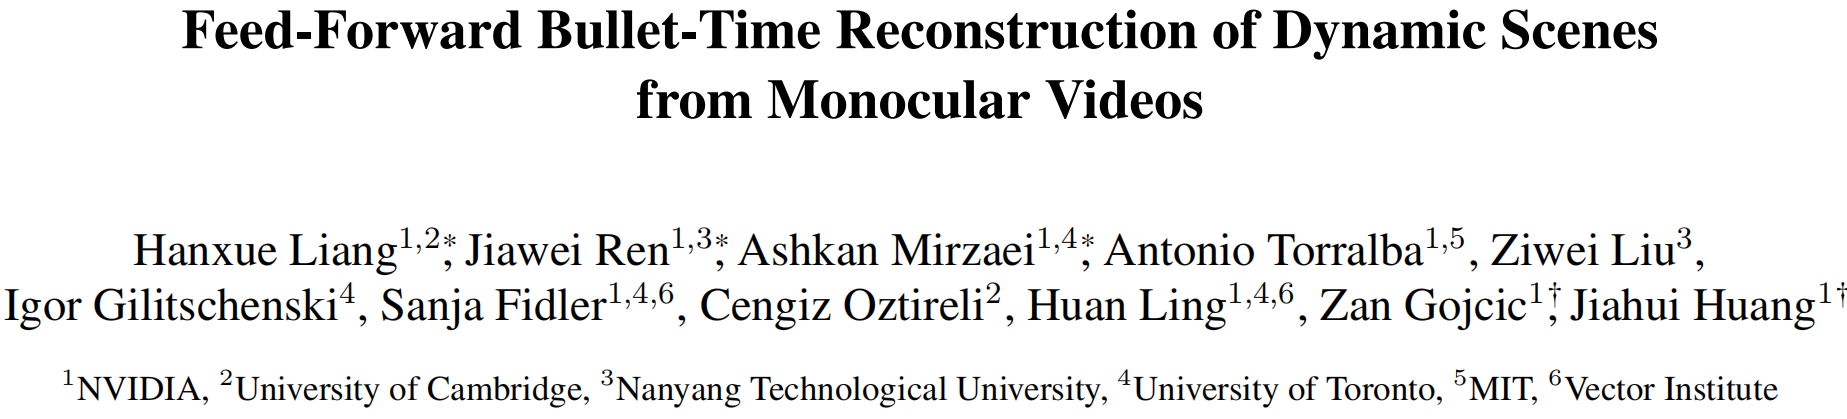 Feed-Forward Bullet-Time Reconstruction of Dynamic Scenes
from Monocular Videos
Hanxue Liang1,2*, Jiawei Ren1,3*, Ashkan Mirzaei1,4*, Antonio Torralba1,5, Ziwei Liu3,
Igor Gilitschenski4, Sanja Fidler1,4,6, Cengiz Oztireli2, Huan Ling1,4,6, Zan Gojcic1†, Jiahui Huang1†
1NVIDIA, 2University of Cambridge, 3Nanyang Technological University, 4University of Toronto, 5MIT, 6Vector Institute